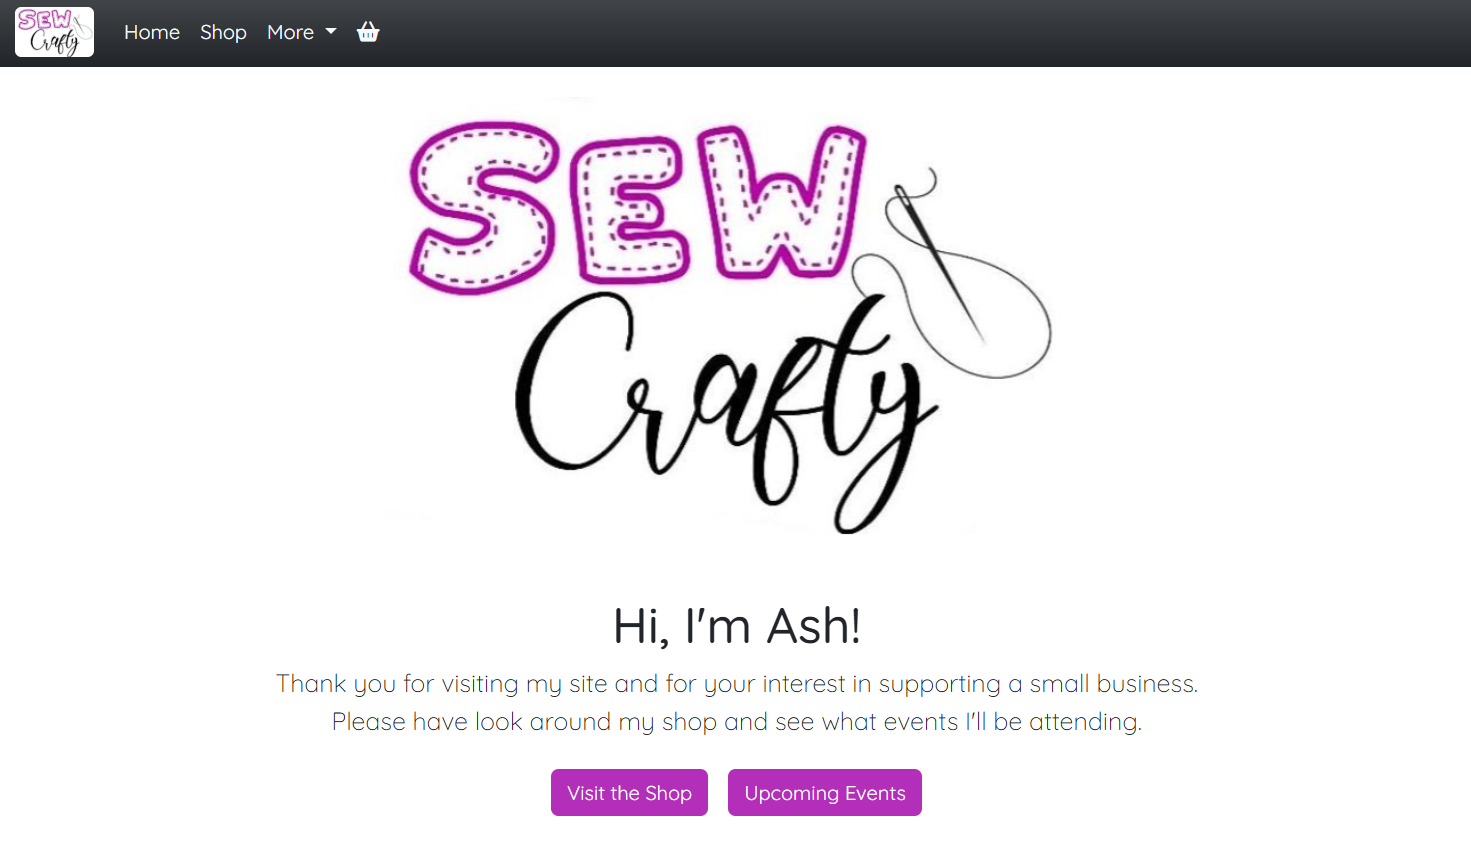 SEW
Crafty
Home Shop More
SEW
Crafty
Hi, I'm Ash!
Thank you for visiting my site and for your interest in supporting a small business.
Please have look around my shop and see what events I'll be attending.
Visit the Shop Upcoming Events